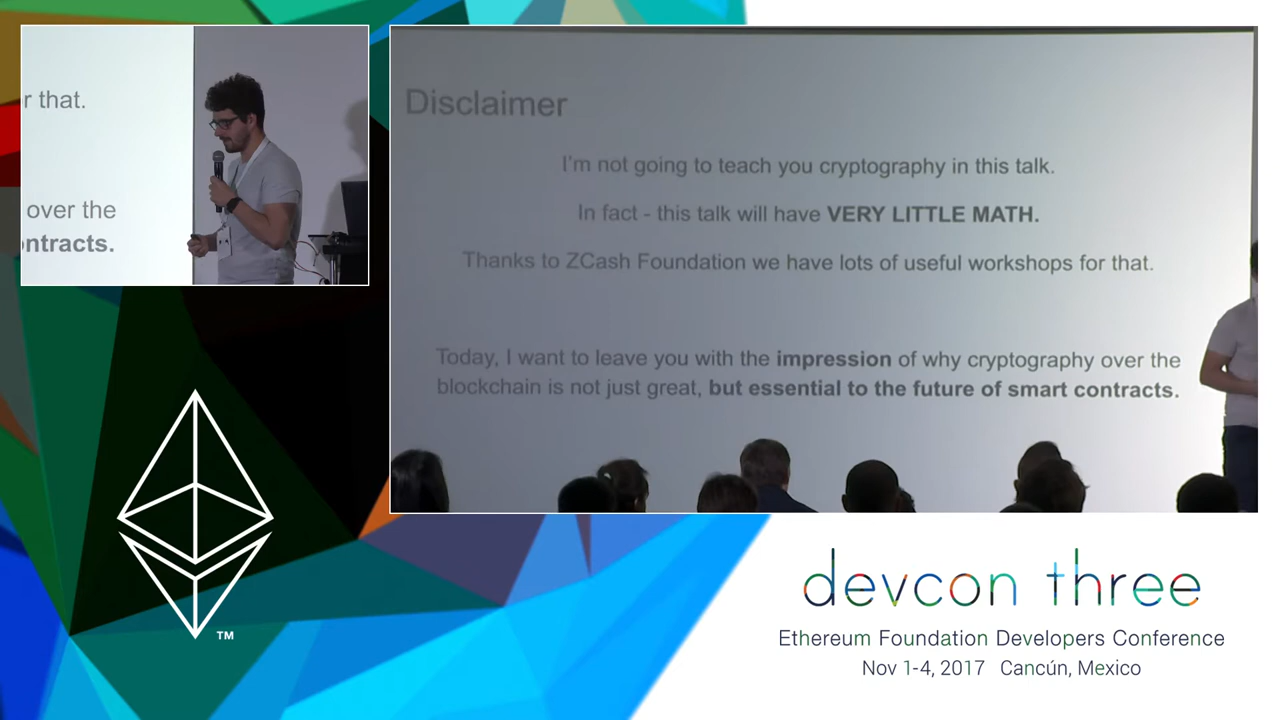 r that.
over the
ontracts.
Disclaimer
I'm not going to teach you cryptography in this talk.
In fact - this talk will have VERY LITTLE MATH.
Thanks to ZCash Foundation we have lots of useful workshops for that.
Today, I want to leave you with the impression of why cryptography over the
blockchain is not just great, but essential to the future of smart contracts.
TM
devcon three
Ethereum Foundation Developers Conference
Nov 1-4, 2017 Cancún, Mexico